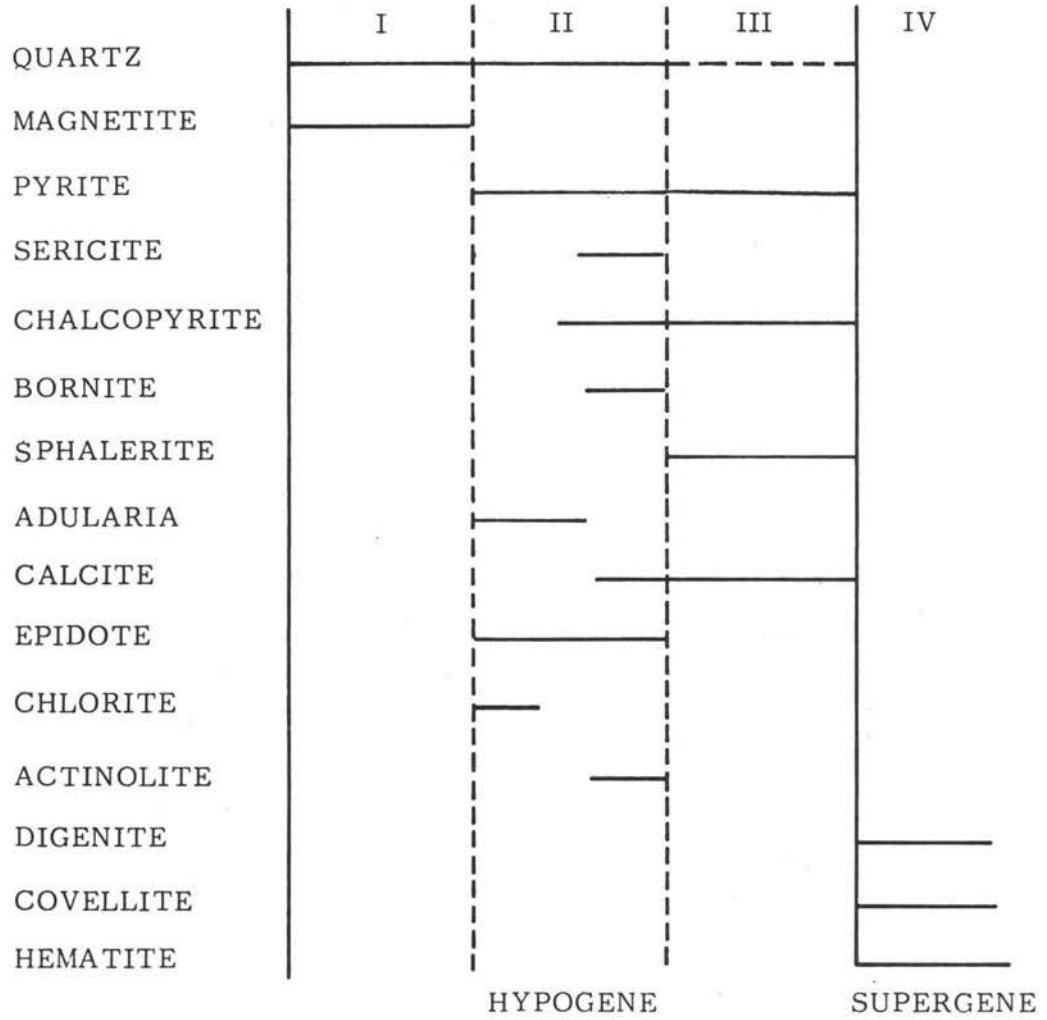 I II III IV
QUARTZ
MAGNETITE
PYRITE
SERICITE
CHALCOPYRITE
BORNITE
SPHALERITE
ADULARIA
CALCITE
EPIDOTE
CHLORITE
ACTINOLITE
DIGENITE
COVELLITE
HEMATITE
HYPOGENE SUPERGENE